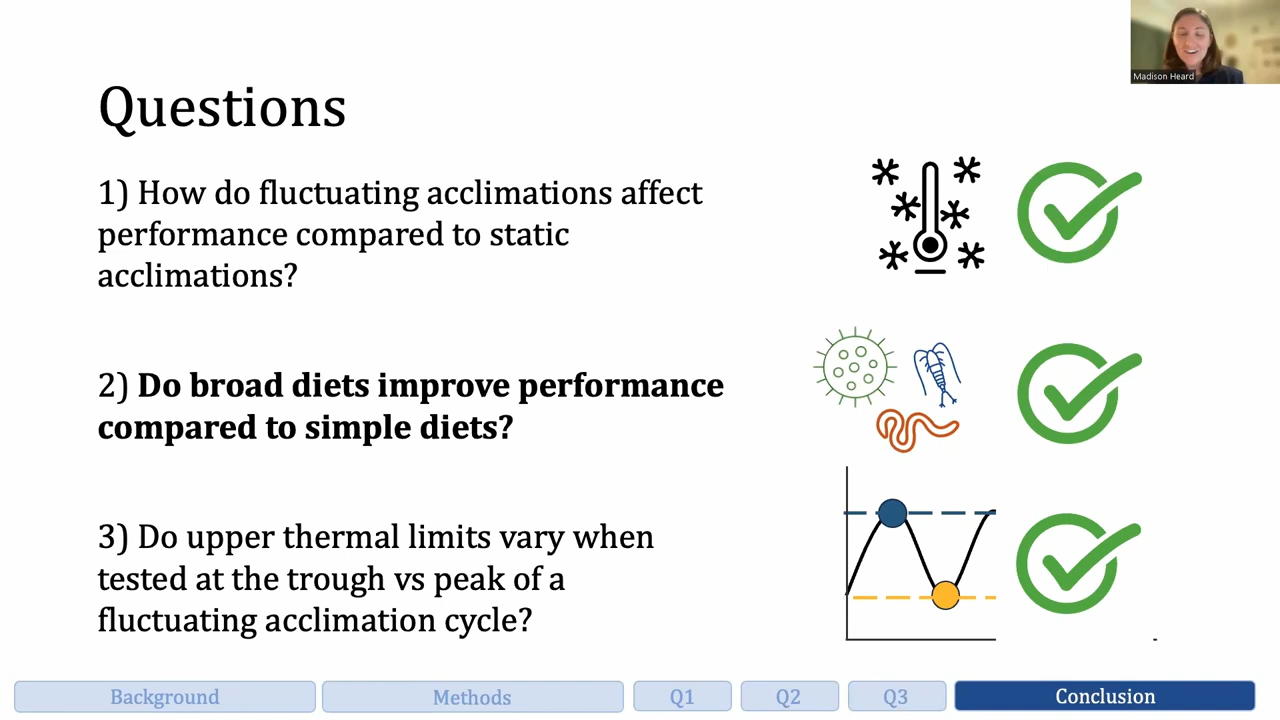 Madison Heard
Questions
1) How do fluctuating acclimations affect
performance compared to static
acclimations?
2) Do broad diets improve performance
compared to simple diets?
3) Do upper thermal limits vary when
tested at the trough vs peak of a
fluctuating acclimation cycle?
Background
Methods
Q1
Q2
Q3
Conclusion